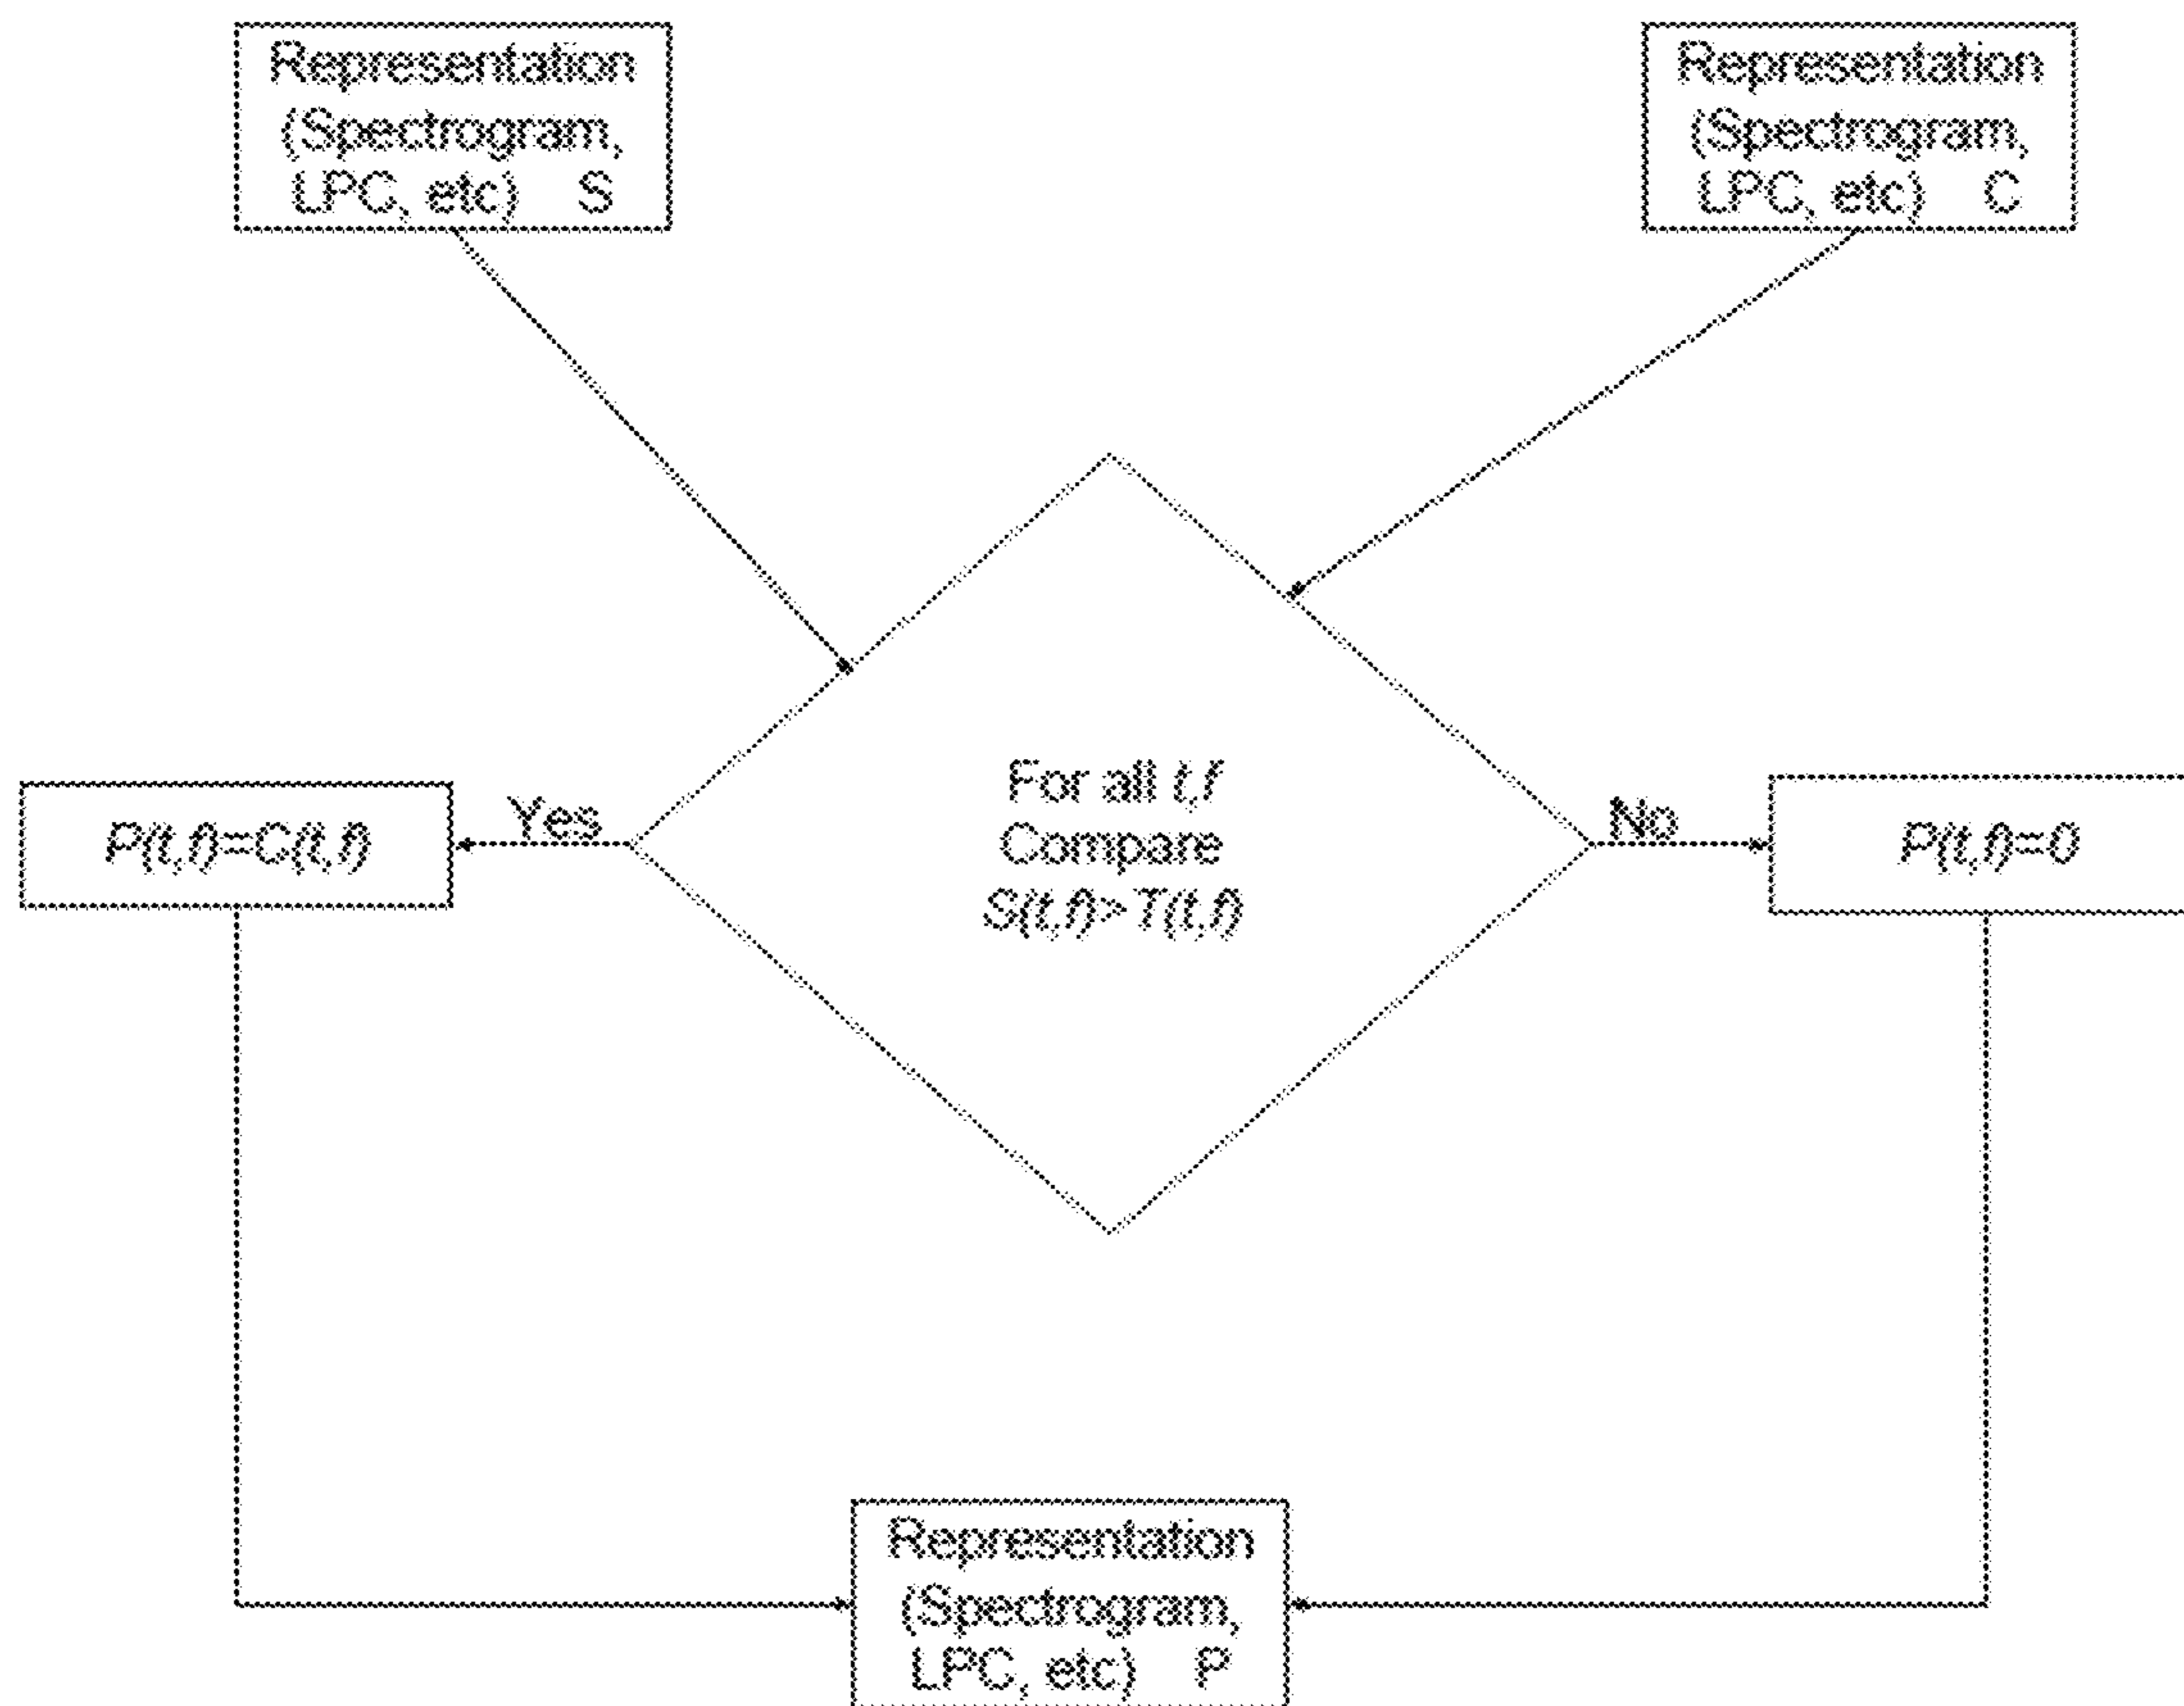 Representation
(Spectrogram,
LPC, etc) S
Representation
(Spectrogram,
LPC, etc) C
For all t,f
Compare
S(t,f)>T(t,f)
Yes
No
P(t,f)=C(t,f)
P(t,f)=0
Representation
(Spectrogram,
LPC, etc) P